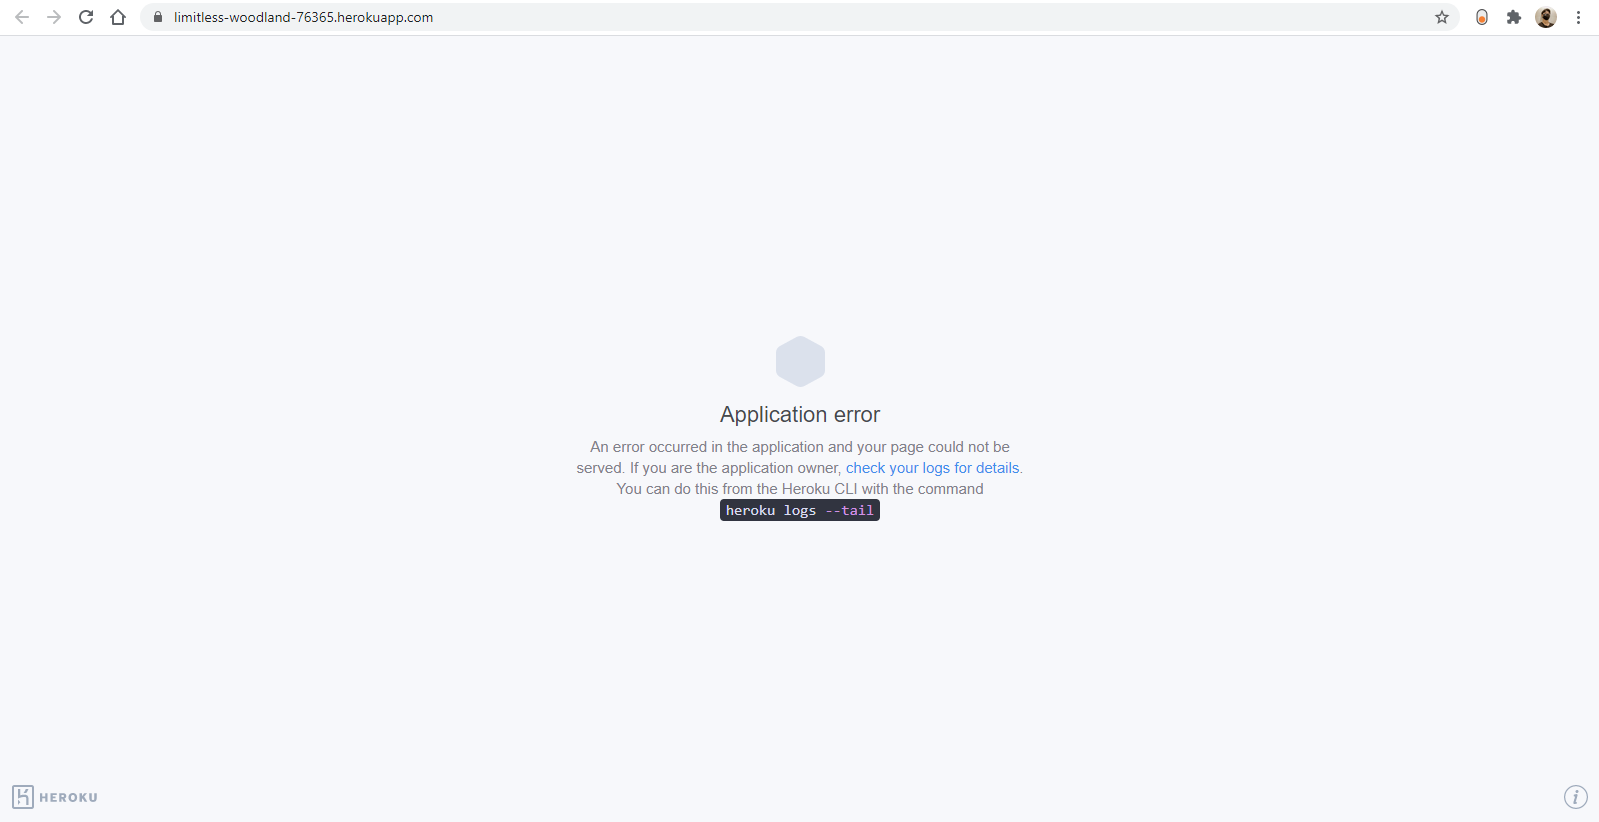 limitless-woodland-76365.herokuapp.com
Application error
An error occurred in the application and your page could not be
served. If you are the application owner, check your logs for details.
You can do this from the Heroku CLI with the command
heroku logs --tail
HEROKU
i